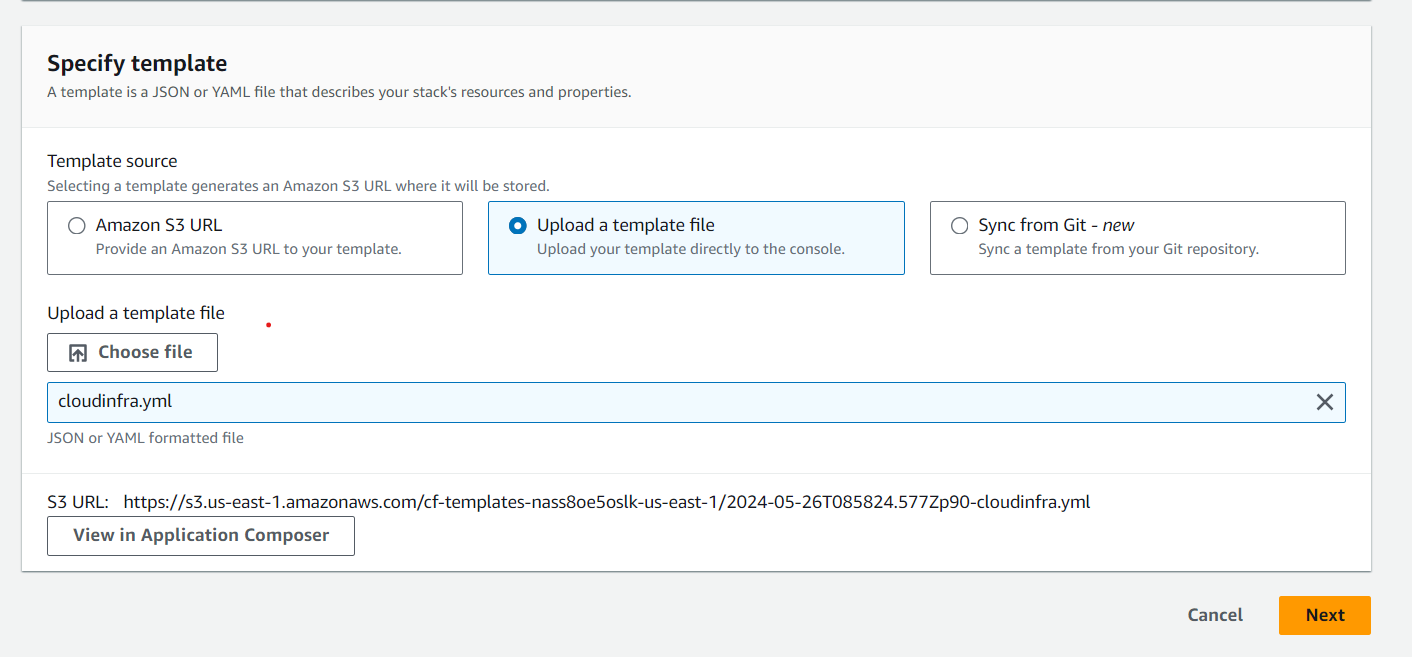 Specify template
A template is a JSON or YAML file that describes your stack's resources and properties.
Template source
Selecting a template generates an Amazon S3 URL where it will be stored.
Amazon S3 URL
Provide an Amazon S3 URL to your template.
Upload a template file
Upload your template directly to the console.
Sync from Git - new
Sync a template from your Git repository.
Upload a template file
Choose file
cloudinfra.yml
JSON or YAML formatted file
S3 URL: https://s3.us-east-1.amazonaws.com/cf-templates-nass8oe5oslk-us-east-1/2024-05-26T085824.577Zp90-cloudinfra.yml
View in Application Composer
Cancel
Next